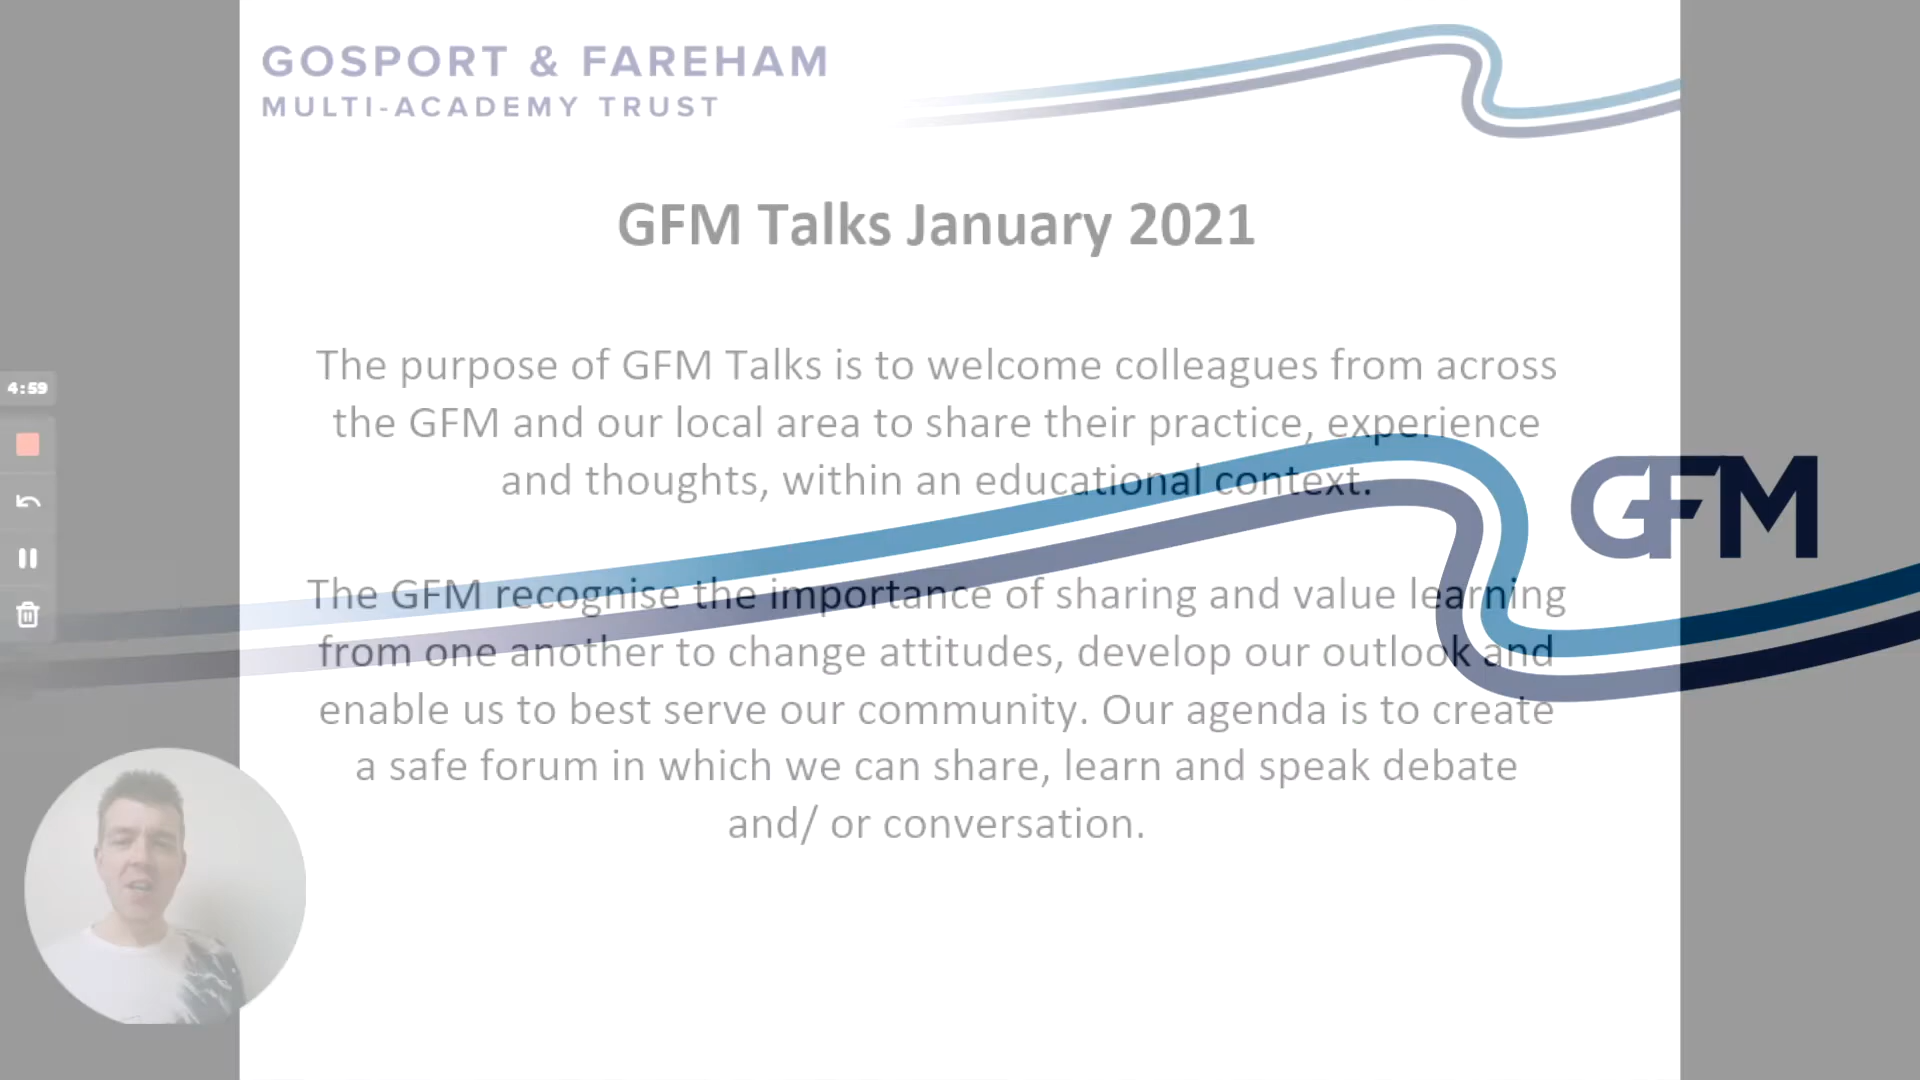 GOSPORT & FAREHAM
MULTI-ACADEMY TRUST
GFM Talks January 2021
The purpose of GFM Talks is to welcome colleagues from across
the GFM and our local area to share their practice, experience
and thoughts, within an educational context.
4:59
GFM
The GFM recognise the importance of sharing and value learning
from one another to change attitudes, develop our outlook and
enable us to best serve our community. Our agenda is to create
a safe forum in which we can share, learn and speak debate
and/ or conversation.